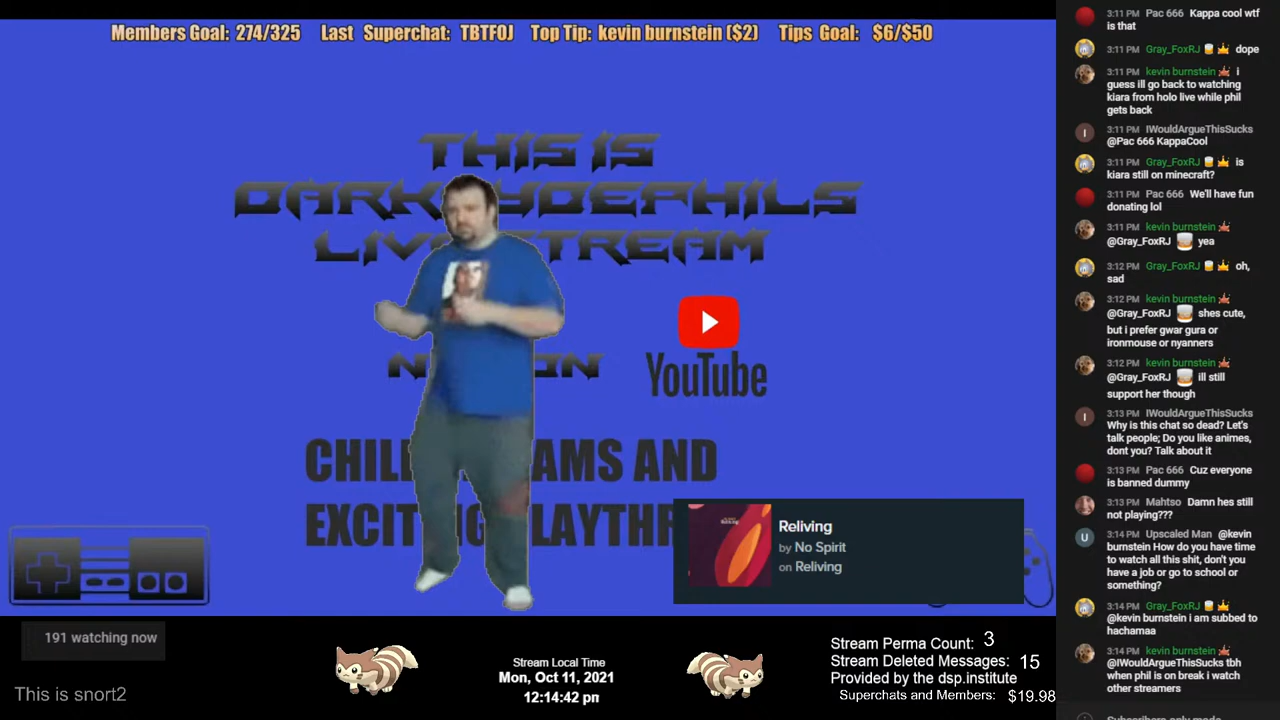 Members Goal: 274/325 Last Superchat: TBTFOJ Top Tip: kevin burnstein ($2) Tips Goal: $6/$50
THIS IS
DARKSYDEPHILS
LIVESTREAM
YouTube
CHILL AMS AND
EXCITING PLAYTHR
Reliving
by No Spirit
on Reliving
191 watching now
This is snort2
Stream Local Time
Mon, Oct 11, 2021
12:14:42 pm
Stream Perma Count: 3
Stream Deleted Messages: 15
Provided by the dsp.institute
Superchats and Members: $19.98
3:11 PM Pac 666 Kappa cool wtf
is that
3:11 PM Gray_FoxRJ dope
3:11 PM kevin burnstein i
guess ill go back to watching
kiara from holo live while phil
gets back
3:11 PM IWouldArgueThisSucks
@Pac 666 KappaCool
3:11 PM Gray_FoxRJ is
kiara still on minecraft?
3:11 PM Pac 666 We'll have fun
donating lol
3:11 PM kevin burnstein
@Gray_FoxRJ yea
3:12 PM Gray_FoxRJ oh,
sad
3:12 PM kevin burnstein
@Gray_FoxRJ shes cute,
but i prefer gwar gura or
ironmouse or nyanners
3:12 PM kevin burnstein
@Gray_FoxRJ ill still
support her though
I
3:13 PM IWouldArgueThisSucks
Why is this chat so dead? Let's
talk people; Do you like animes,
dont you? Talk about it
3:13 PM Pac 666 Cuz everyone
is banned dummy
3:13 PM Mahtso Damn hes still
not playing???
U
3:14 PM Upscaled Man @kevin
burnstein How do you have time
to watch all this shit, don't you
have a job or go to school or
something?
3:14 PM Gray_FoxRJ
@kevin burnstein i am subbed to
hachamaa
3:14 PM kevin burnstein
@IWouldArgueThisSucks tbh
when phil is on break i watch
other streamers
Subscribers-only mode